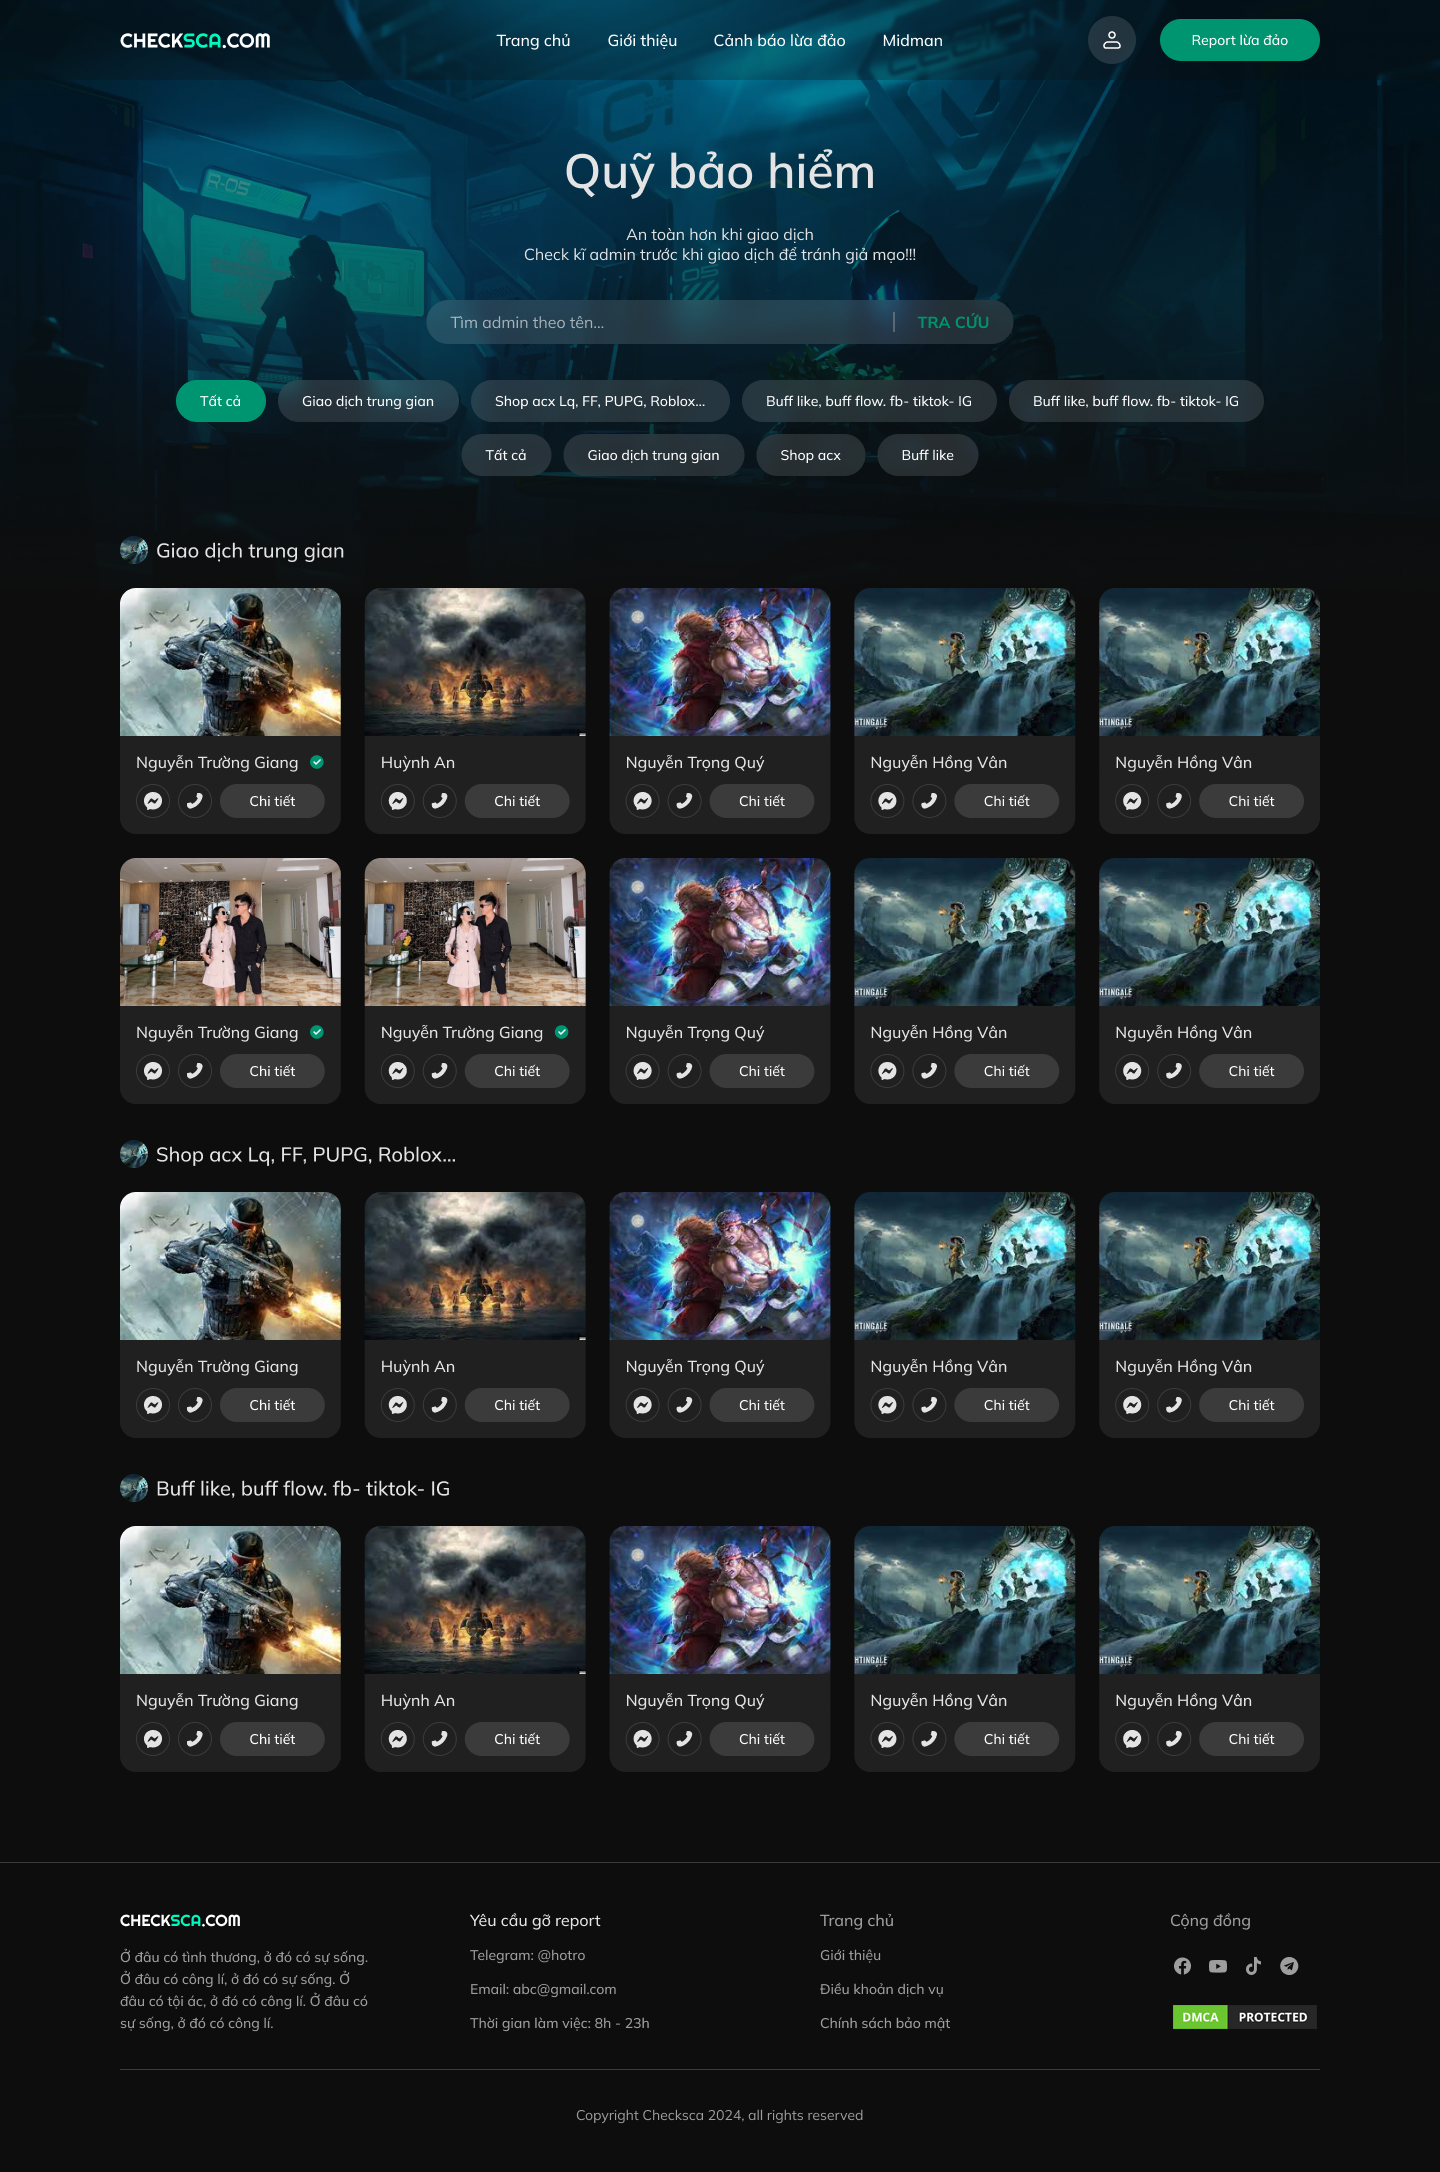 CHECKSCA.COM
Trang chủ
Giới thiệu
Cảnh báo lừa đảo
Midman
Report lừa đảo
R-05
05
Quỹ bảo hiểm
An toàn hơn khi giao dịch
Check kĩ admin trước khi giao dịch để tránh giả mạo!!!
Tìm admin theo tên...
TRA CỨU
Tất cả
Giao dịch trung gian
Shop acx Lq, FF, PUPG, Roblox...
Buff like, buff flow. fb- tiktok- IG
Buff like, buff flow. fb- tiktok- IG
Tất cả
Giao dịch trung gian
Shop acx
Buff like
Giao dịch trung gian
HTINGALE
HTINGALE
Nguyễn Trường Giang
Huỳnh An
Nguyễn Trọng Quý
Nguyễn Hồng Vân
Nguyễn Hồng Vân
Chi tiết
Chi tiết
Chi tiết
Chi tiết
Chi tiết
HTINGALE
HTINGALE
Nguyễn Trường Giang
Nguyễn Trường Giang
Nguyễn Trọng Quý
Nguyễn Hồng Vân
Nguyễn Hồng Vân
Chi tiết
Chi tiết
Chi tiết
Chi tiết
Chi tiết
Shop acx Lq, FF, PUPG, Roblox...
HTINGALE
HTINGALE
Nguyễn Trường Giang
Huỳnh An
Nguyễn Trọng Quý
Nguyễn Hồng Vân
Nguyễn Hồng Vân
Chi tiết
Chi tiết
Chi tiết
Chi tiết
Chi tiết
Buff like, buff flow. fb- tiktok- IG
HTINGALE
HTINGALE
Nguyễn Trường Giang
Huỳnh An
Nguyễn Trọng Quý
Nguyễn Hồng Vân
Nguyễn Hồng Vân
Chi tiết
Chi tiết
Chi tiết
Chi tiết
Chi tiết
CHECKSCA.COM
Ở đâu có tình thương, ở đó có sự sống.
Ở đâu có công lí, ở đó có sự sống. Ở
đâu có tội ác, ở đó có công lí. Ở đâu có
sự sống, ở đó có công lí.
Yêu cầu gỡ report
Telegram: @hotro
Email: abc@gmail.com
Thời gian làm việc: 8h - 23h
Trang chủ
Giới thiệu
Điều khoản dịch vụ
Chính sách bảo mật
Cộng đồng
DMCA PROTECTED
Copyright Checksca 2024, all rights reserved